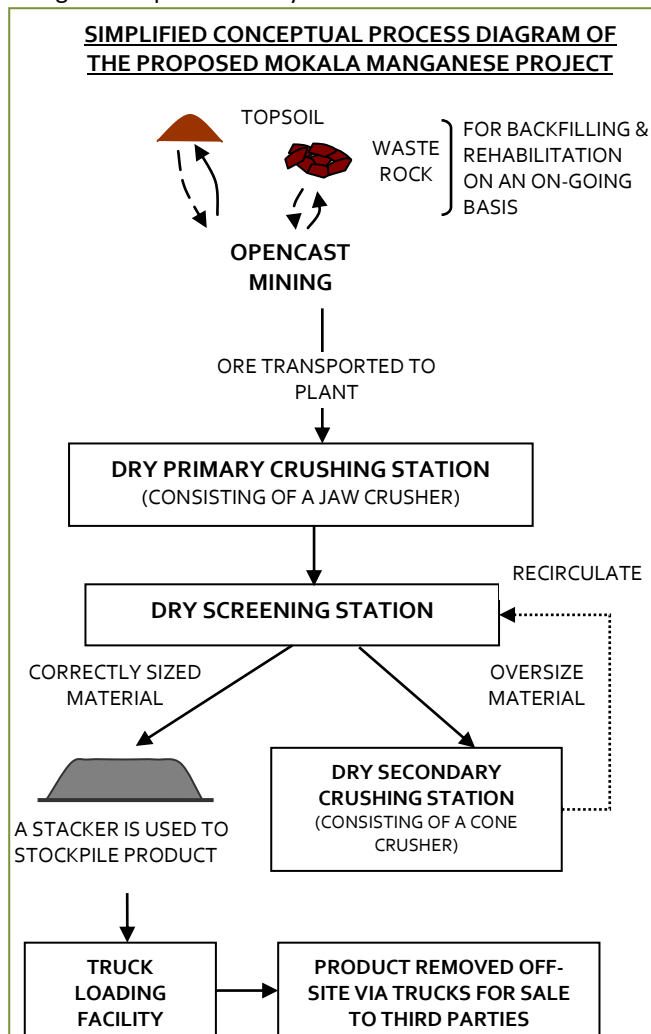 SIMPLIFIED CONCEPTUAL PROCESS DIAGRAM OF
THE PROPOSED MOKALA MANGANESE PROJECT
TOPSOIL
WASTE
ROCK
FOR BACKFILLING &
REHABILITATION
ON AN ON-GOING
BASIS
OPENCAST
MINING
ORE TRANSPORTED TO
PLANT
DRY PRIMARY CRUSHING STATION
(CONSISTING OF A JAW CRUSHER)
RECIRCULATE
DRY SCREENING STATION
CORRECTLY SIZED
MATERIAL
OVERSIZE
MATERIAL
DRY SECONDARY
CRUSHING STATION
(CONSISTING OF A CONE
CRUSHER)
A STACKER IS USED TO
STOCKPILE PRODUCT
TRUCK
LOADING
FACILITY
PRODUCT REMOVED OFF-
SITE VIA TRUCKS FOR SALE
TO THIRD PARTIES